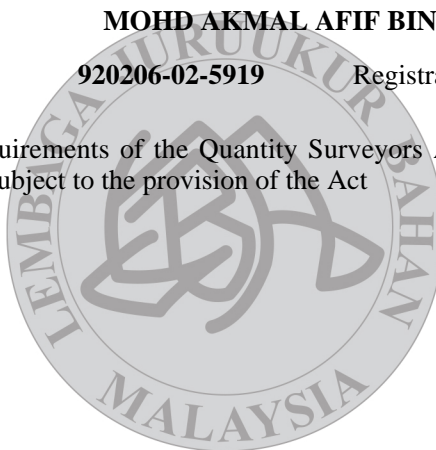 MOHD AKMAL AFIF BIN
920206-02-5919 Registra
uirements of the Quantity Surveyors
ubject to the provision of the Act
LEMBAGA JURUUKUR BAHAN
MALAYSIA